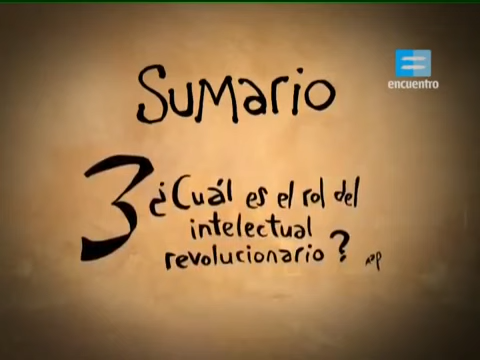 Sumario
encuentro
3 ¿Cuál es el rol del
intelectual
revolucionario?